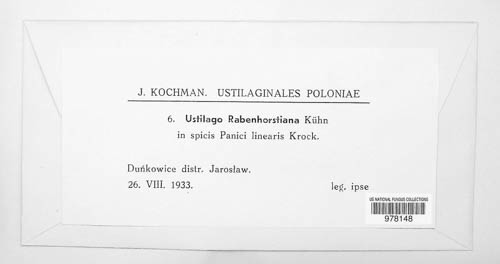 J. KOCHMAN. USTILAGINALES POLONIAE
6. Ustilago Rabenhorstiana Kühn
in spicis Panici linearis Krock.
Duńkowice distr. Jarosław.
26. VIII. 1933. leg. ipse
US NATIONAL FUNGUS COLLECTIONS
978148